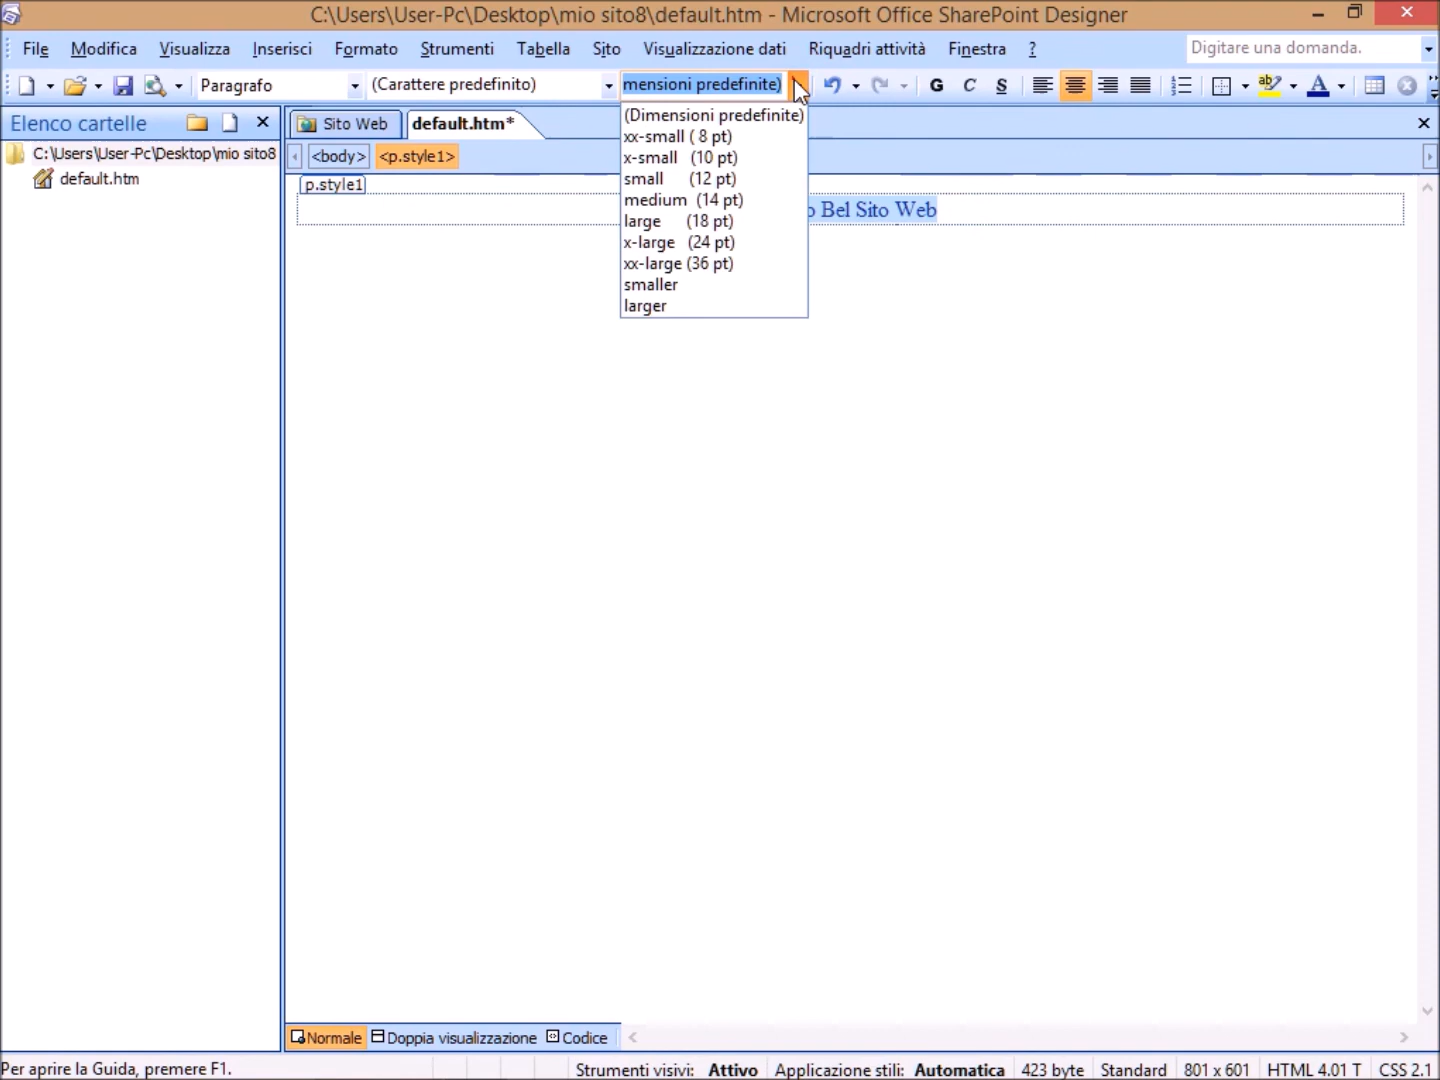 C:\Users\User-Pc\Desktop\mio sito8\default.htm - Microsoft Office SharePoint Designer
File Modifica Visualizza Inserisci Formato Strumenti Tabella Sito Visualizzazione dati Riquadri attività Finestra ? Digitare una domanda.
Paragrafo (Carattere predefinito) mensioni predefinite) G C S
Elenco cartelle
C:\Users\User-Pc\Desktop\mio sito8
default.htm
Sito Web default.htm*
<body> <p.style1>
p.style1
o Bel Sito Web
(Dimensioni predefinite)
xx-small ( 8 pt)
x-small (10 pt)
small (12 pt)
medium (14 pt)
large (18 pt)
x-large (24 pt)
xx-large (36 pt)
smaller
larger
Normale Doppia visualizzazione Codice
Per aprire la Guida, premere F1. Strumenti visivi: Attivo Applicazione stili: Automatica 423 byte Standard 801 x 601 HTML 4.01 T CSS 2.1